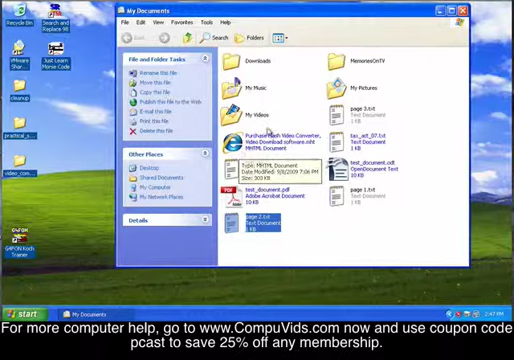 My Documents
Recycle Bin
Search and
Replace 98
File Edit View Favorites Tools Help
Back
Search
Folders
VMware
Shar...
Just Learn
Morse Code
cleanup
practical_s...
video_com...
G4FON Koch
Trainer
File and Folder Tasks
Rename this file
Move this file
Copy this file
Publish this file to the Web
E-mail this file
Print this file
Delete this file
Other Places
Desktop
Shared Documents
My Computer
My Network Places
Details
Downloads
MemoriesOnTV
My Music
My Pictures
My Videos
page 3.txt
Text Document
1 KB
Purchase Flash Video Converter,
Video Download software.mht
MHTML Document
tax_act_07.txt
Text Document
1 KB
Type: MHTML Document
Date Modified: 9/8/2009 7:06 PM
Size: 303 KB
test_document.odt
OpenDocument Text
test_document.pdf
Adobe Acrobat Document
10 KB
page 1.txt
Text Document
1 KB
page 2.txt
Text Document
1 KB
start
My Documents
2:47 PM
For more computer help, go to www.CompuVids.com now and use coupon code
pcast to save 25% off any membership.